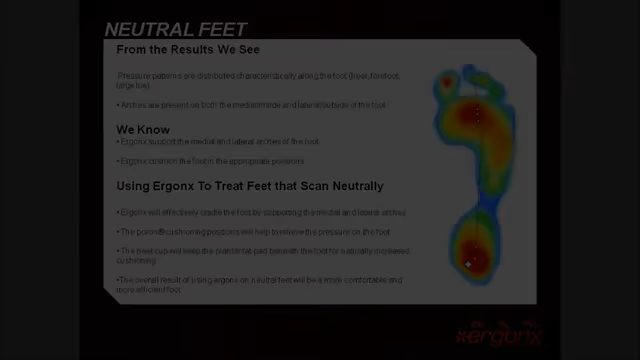 NEUTRAL FEET
From the Results We See
Pressure patterns are distributed characteristically along the foot (heel, forefoot,
large toe).
• Arches are present on both the medial/inside and lateral/outside of the foot
We Know
• Ergonx support the medial and lateral arches of the foot
• Ergonx cushion the foot in the appropriate positions
Using Ergonx To Treat Feet that Scan Neutrally
• Ergonx will effectively cradle the foot by supporting the medial and lateral arches
• The poron® cushioning positions will help to relieve the pressure on the foot.
• The heel cup will keep the plantar fat pad beneath the foot for naturally increased
cushioning.
• The overall result of using ergonx on neutral feet will be a more comfortable and
more efficient foot
ergonx